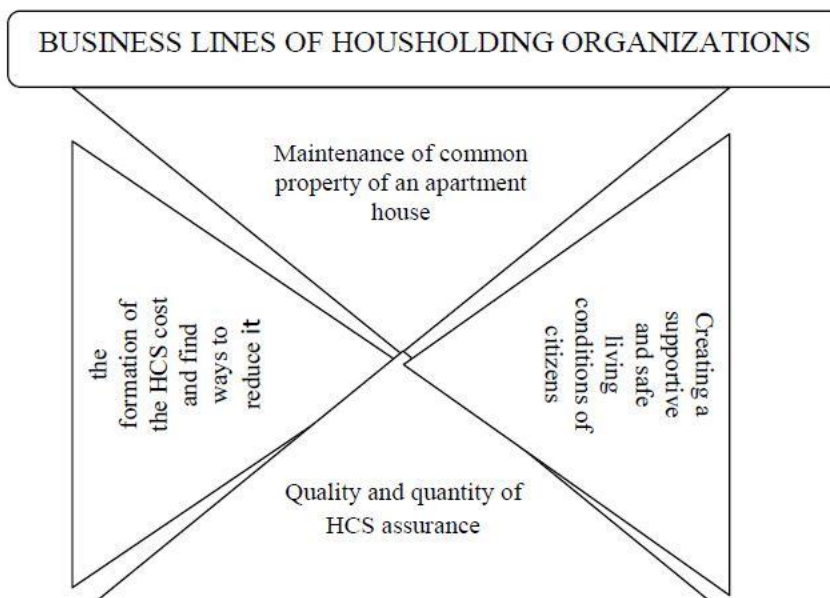 BUSINESS LINES OF HOUSHOLDING ORGANIZATIONS
Maintenance of common
property of an apartment
house
the
formation of
the HCS cost
and find
ways to
reduce it
Creating a
supportive
and safe
living
conditions of
citizens
Quality and quantity of
HCS assurance